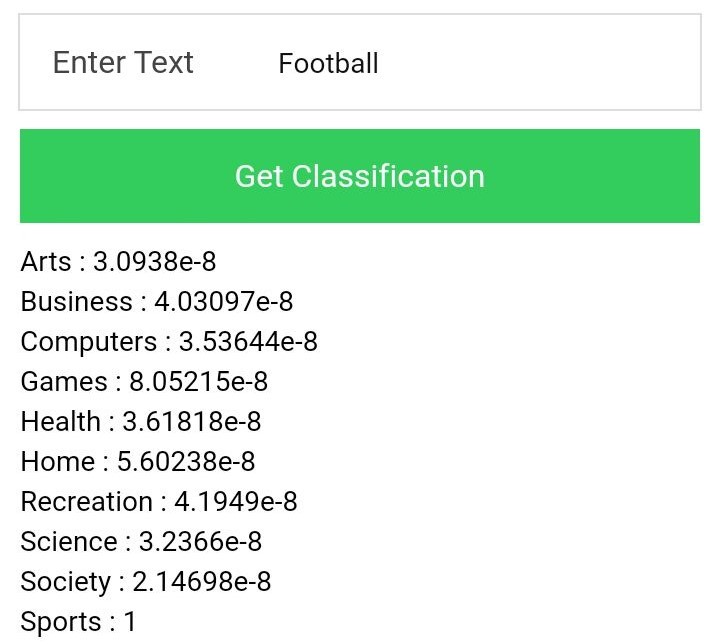 Enter Text Football
Get Classification
Arts : 3.0938e-8
Business : 4.03097e-8
Computers : 3.53644e-8
Games : 8.05215e-8
Health : 3.61818e-8
Home : 5.60238e-8
Recreation : 4.1949e-8
Science : 3.2366e-8
Society : 2.14698e-8
Sports : 1